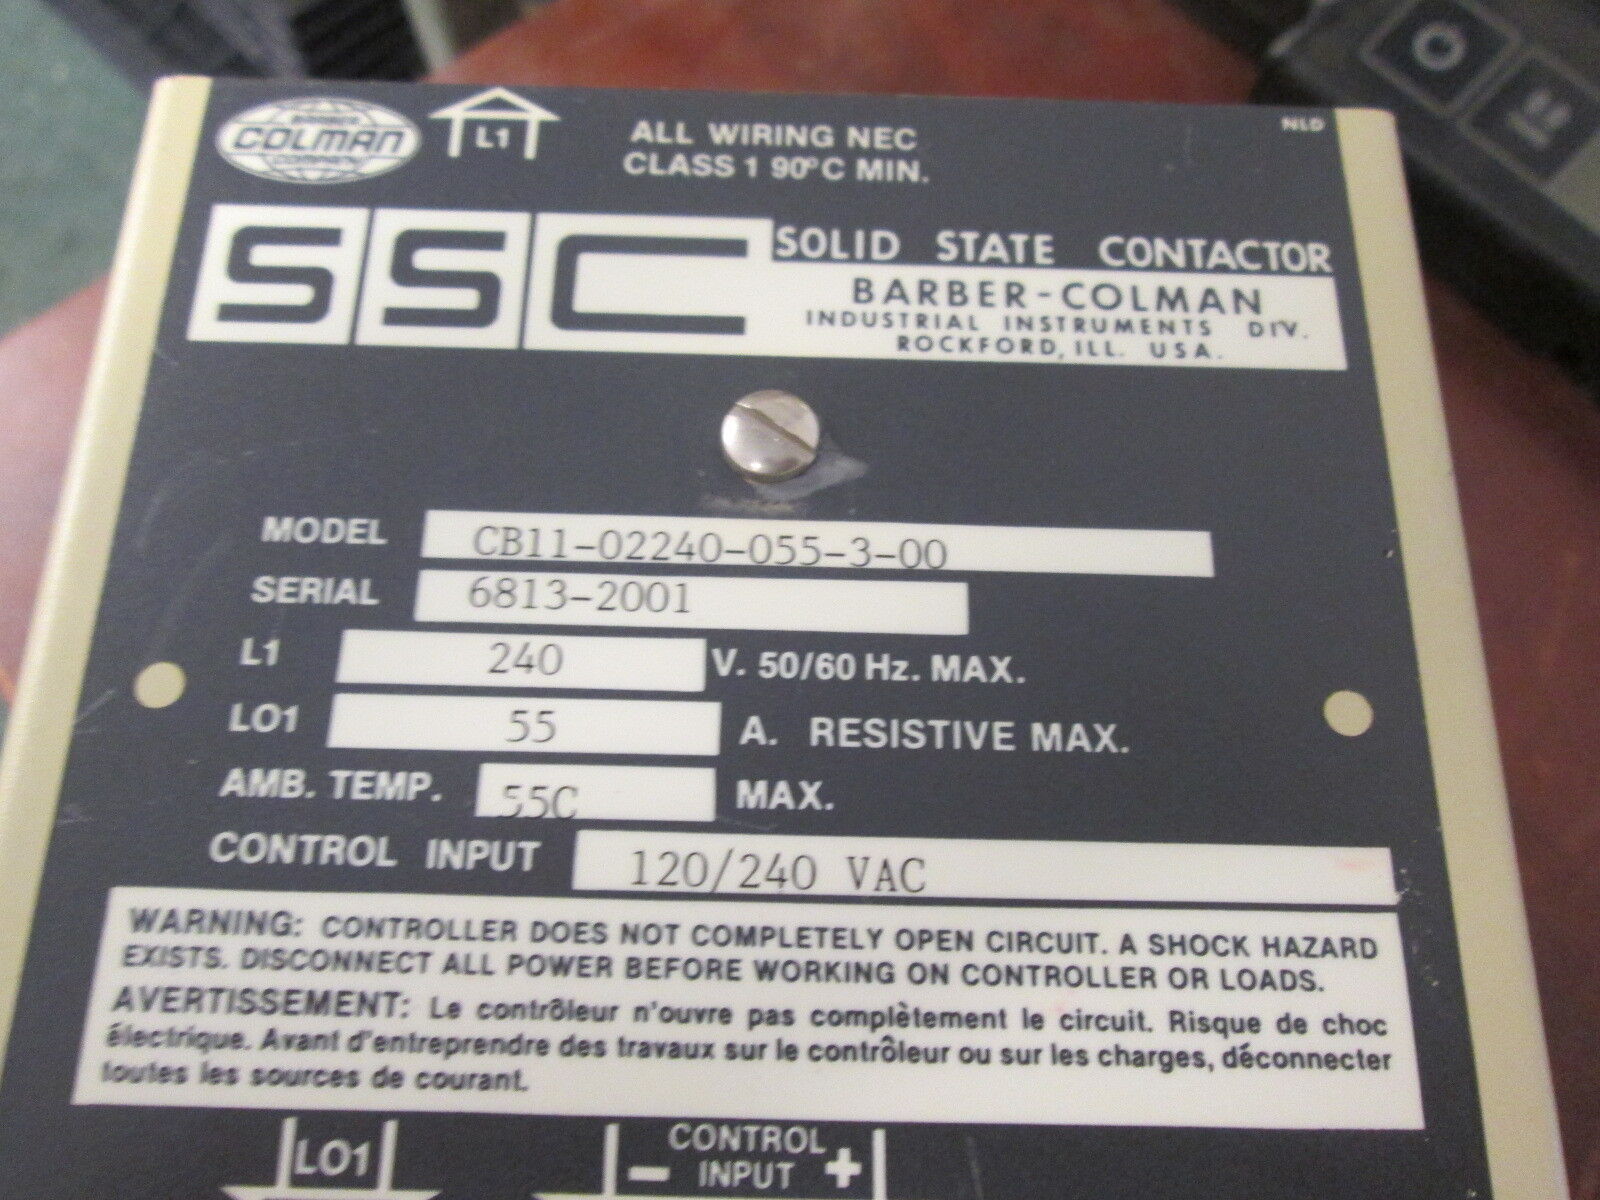 BARBER
COLMAN
COMPANY
L1
ALL WIRING NEC
CLASS 1 90°C MIN.
NLD
SSC
SOLID STATE CONTACTOR
BARBER-COLMAN
INDUSTRIAL INSTRUMENTS DIV.
ROCKFORD, ILL. USA.
MODEL CB11-02240-055-3-00
SERIAL 6813-2001
L1 240 V. 50/60 Hz. MAX.
LO1 55 A. RESISTIVE MAX.
AMB. TEMP. 55C MAX.
CONTROL INPUT 120/240 VAC
WARNING: CONTROLLER DOES NOT COMPLETELY OPEN CIRCUIT. A SHOCK HAZARD
EXISTS. DISCONNECT ALL POWER BEFORE WORKING ON CONTROLLER OR LOADS.
AVERTISSEMENT: Le contrôleur n'ouvre pas complètement le circuit. Risque de choc
électrique. Avant d'entreprendre des travaux sur le contrôleur ou sur les charges, déconnecter
toutes les sources de courant.
LO1
CONTROL
- INPUT +